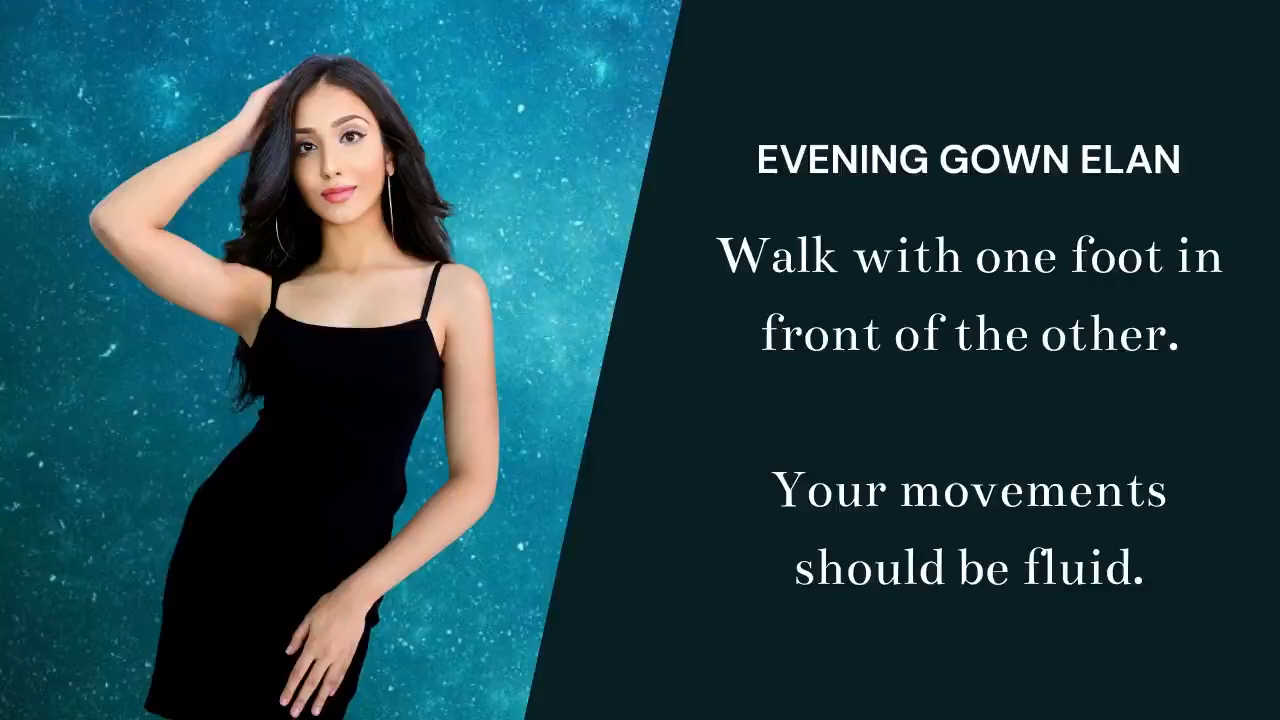 EVENING GOWN ELAN
Walk with one foot in
front of the other.
Your movements
should be fluid.